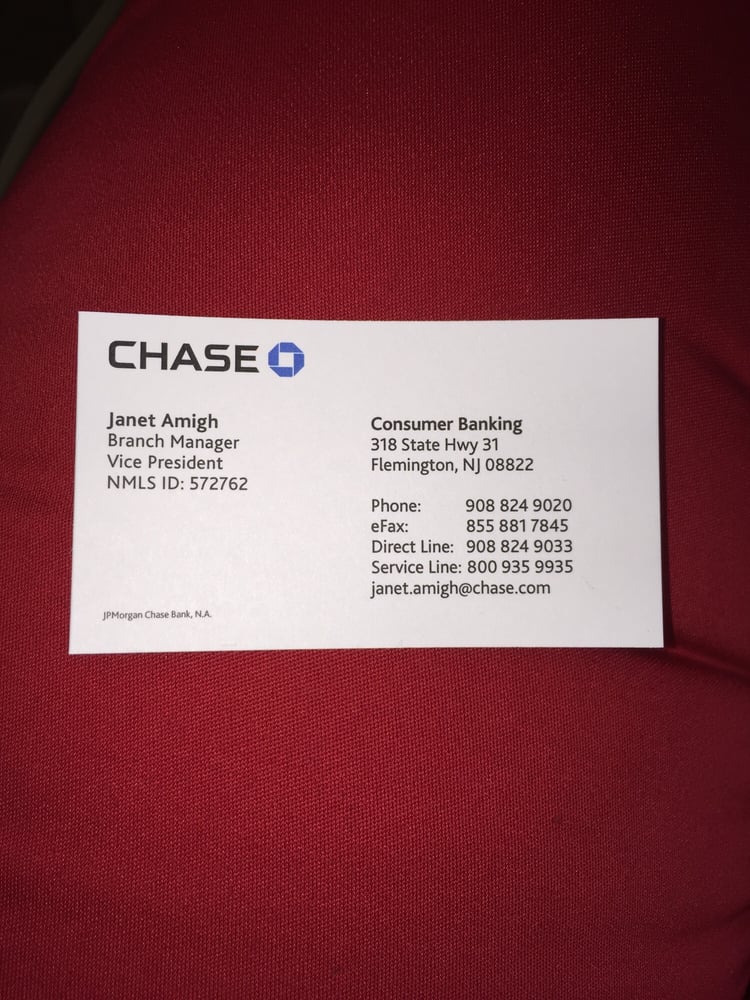 CHASE
Janet Amigh
Branch Manager
Vice President
NMLS ID: 572762
JPMorgan Chase Bank, N.A.
Consumer Banking
318 State Hwy 31
Flemington, NJ 08822
Phone: 908 824 9020
eFax: 855 881 7845
Direct Line: 908 824 9033
Service Line: 800 935 9935
janet.amigh@chase.com